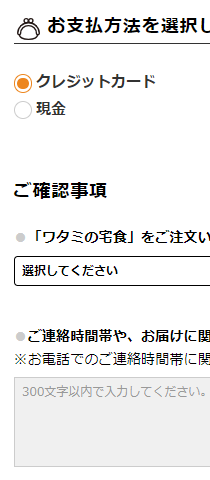 お支払方法を選択し
クレジットカード
現金
ご確認事項
「ワタミの宅食」をご注文い
選択してください
ご連絡時間帯や、お届けに関
※お電話でのご連絡時間帯に関
300文字以内で入力してください。